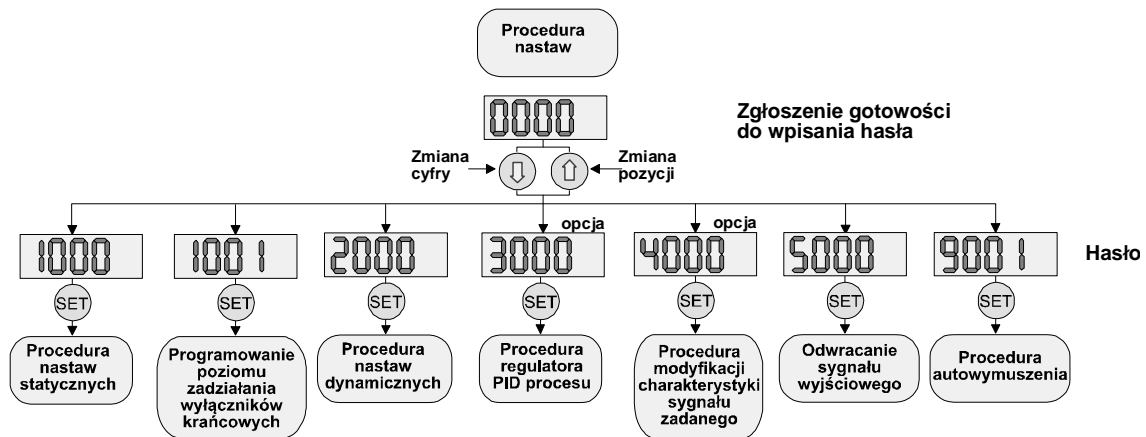 Procedura
nastaw
0000
Zgłoszenie gotowości
do wpisania hasła
Zmiana
cyfry
Zmiana
pozycji
opcja
opcja
1000
1001
2000
3000
4000
5000
9001
Hasło
SET
SET
SET
SET
SET
SET
SET
Procedura
nastaw
statycznych
Programowanie
poziomu
zadziałania
wyłączników
krańcowych
Procedura
nastaw
dynamicznych
Procedura
regulatora
PID procesu
Procedura
modyfikacji
charakterystyki
sygnału
zadanego
Odwracanie
sygnału
wyjściowego
Procedura
autowymuszenia